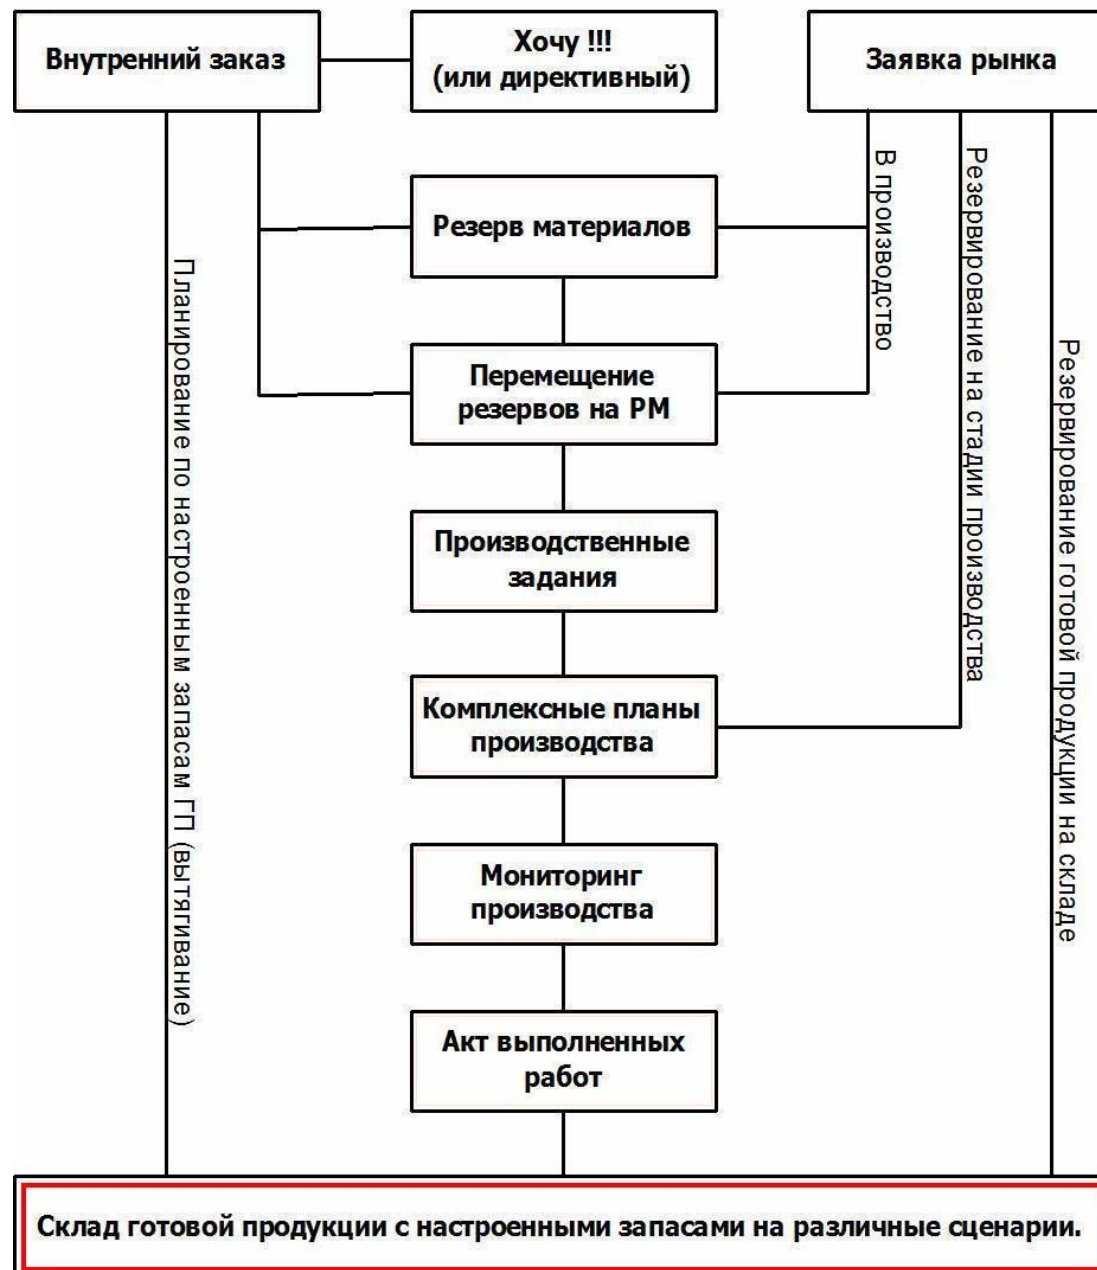 Внутренний заказ
Хочу !!!
(или директивный)
Заявка рынка
Резерв материалов
Перемещение
резервов на РМ
Производственные
задания
Комплексные планы
производства
Мониторинг
производства
Акт выполненных
работ
Планирование по настроенным запасам ГП (вытягивание)
В производство
Резервирование на стадии производства
Резервирование готовой продукции на складе
Склад готовой продукции с настроенными запасами на различные сценарии.